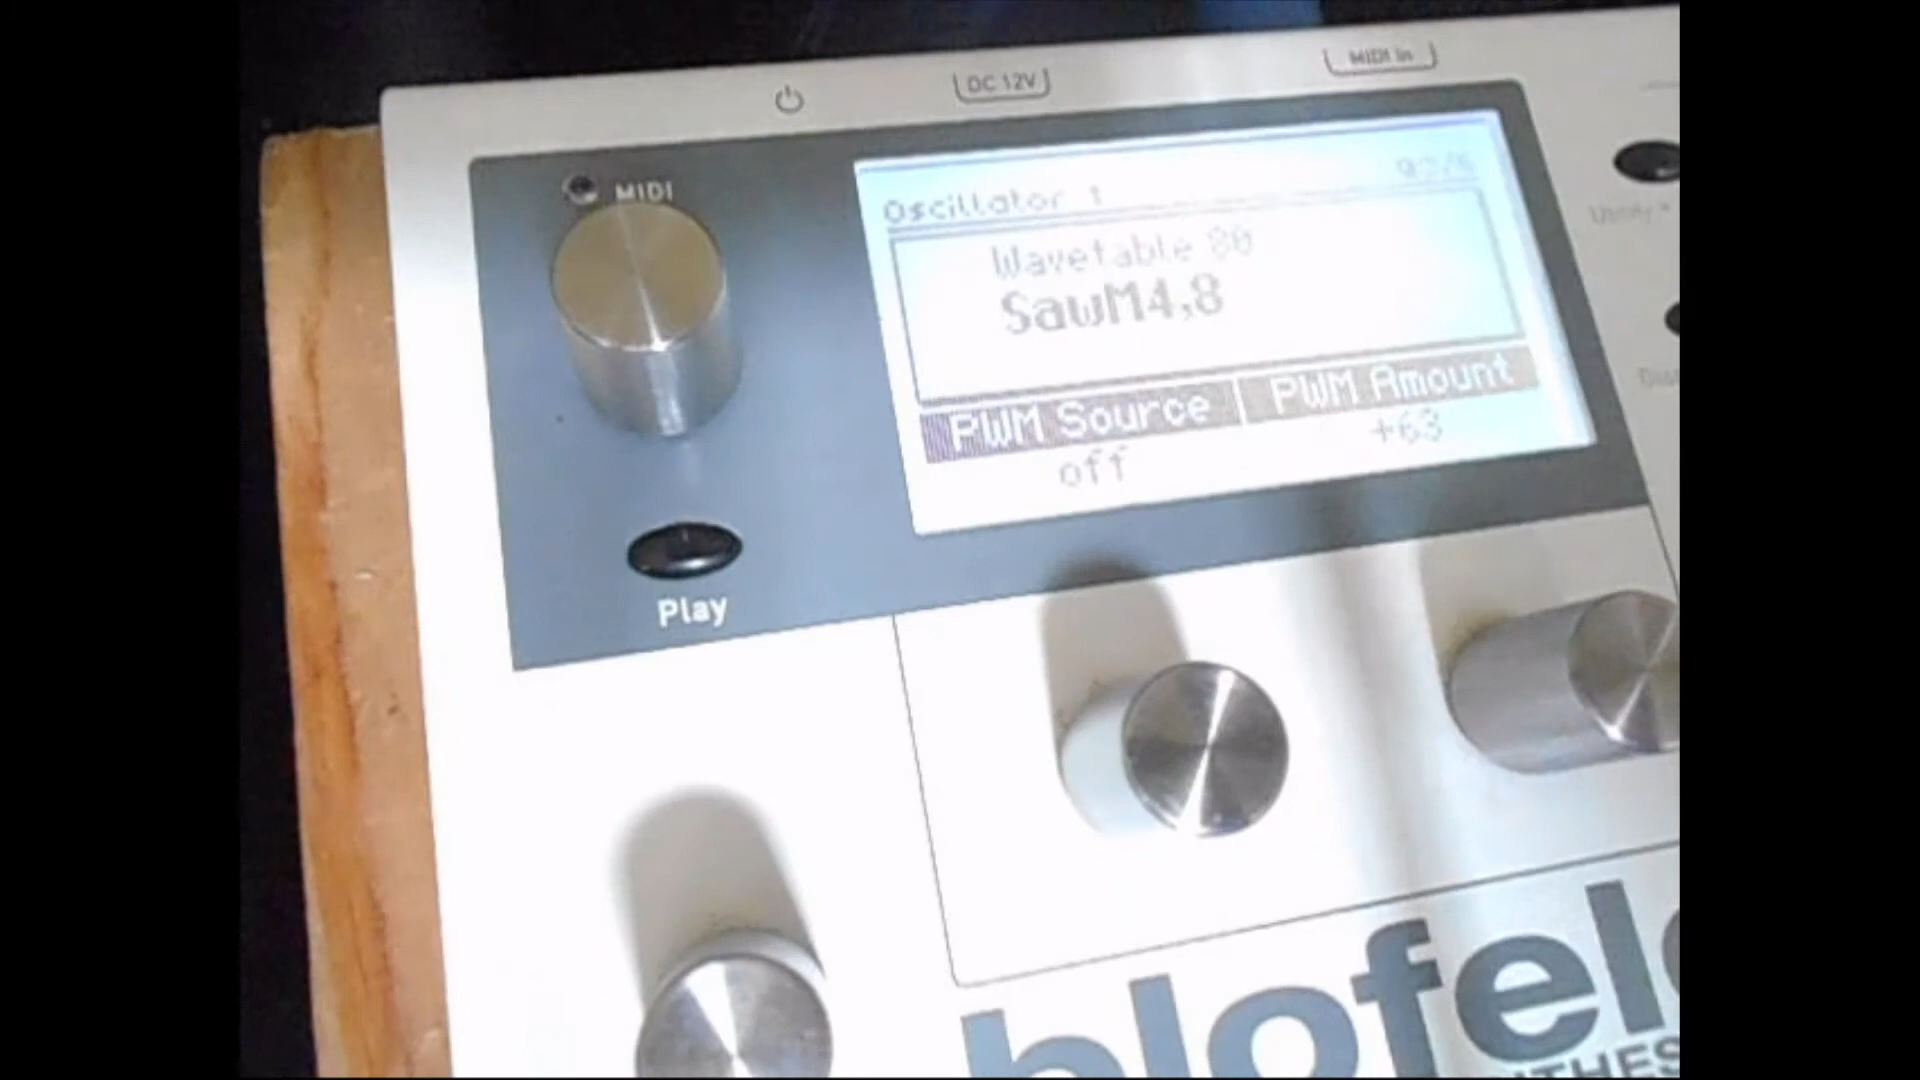 DC 12V
MIDI in
MIDI
Oscillator 1
Wavetable 80
SawM4,8
PWM Source PWM Amount
off +63
Play
blofel